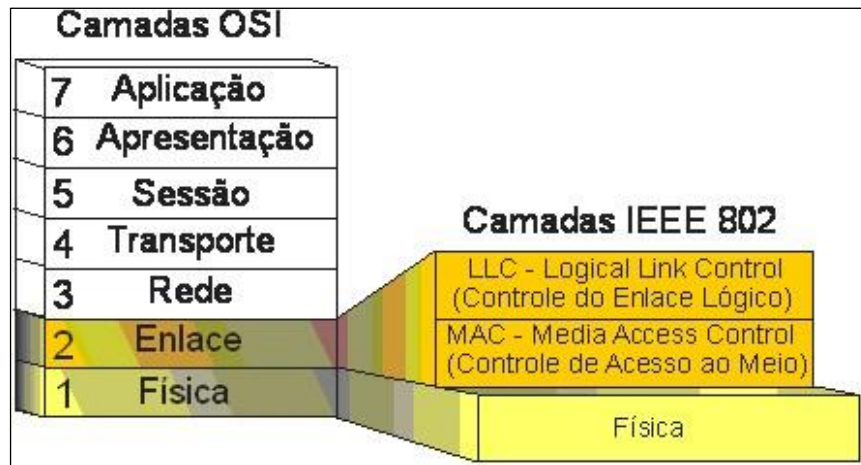 Camadas OSI
7 Aplicação
6 Apresentação
5 Sessão
4 Transporte
3 Rede
2 Enlace
1 Física
Camadas IEEE 802
LLC - Logical Link Control
(Controle do Enlace Lógico)
MAC - Media Access Control
(Controle de Acesso ao Meio)
Física